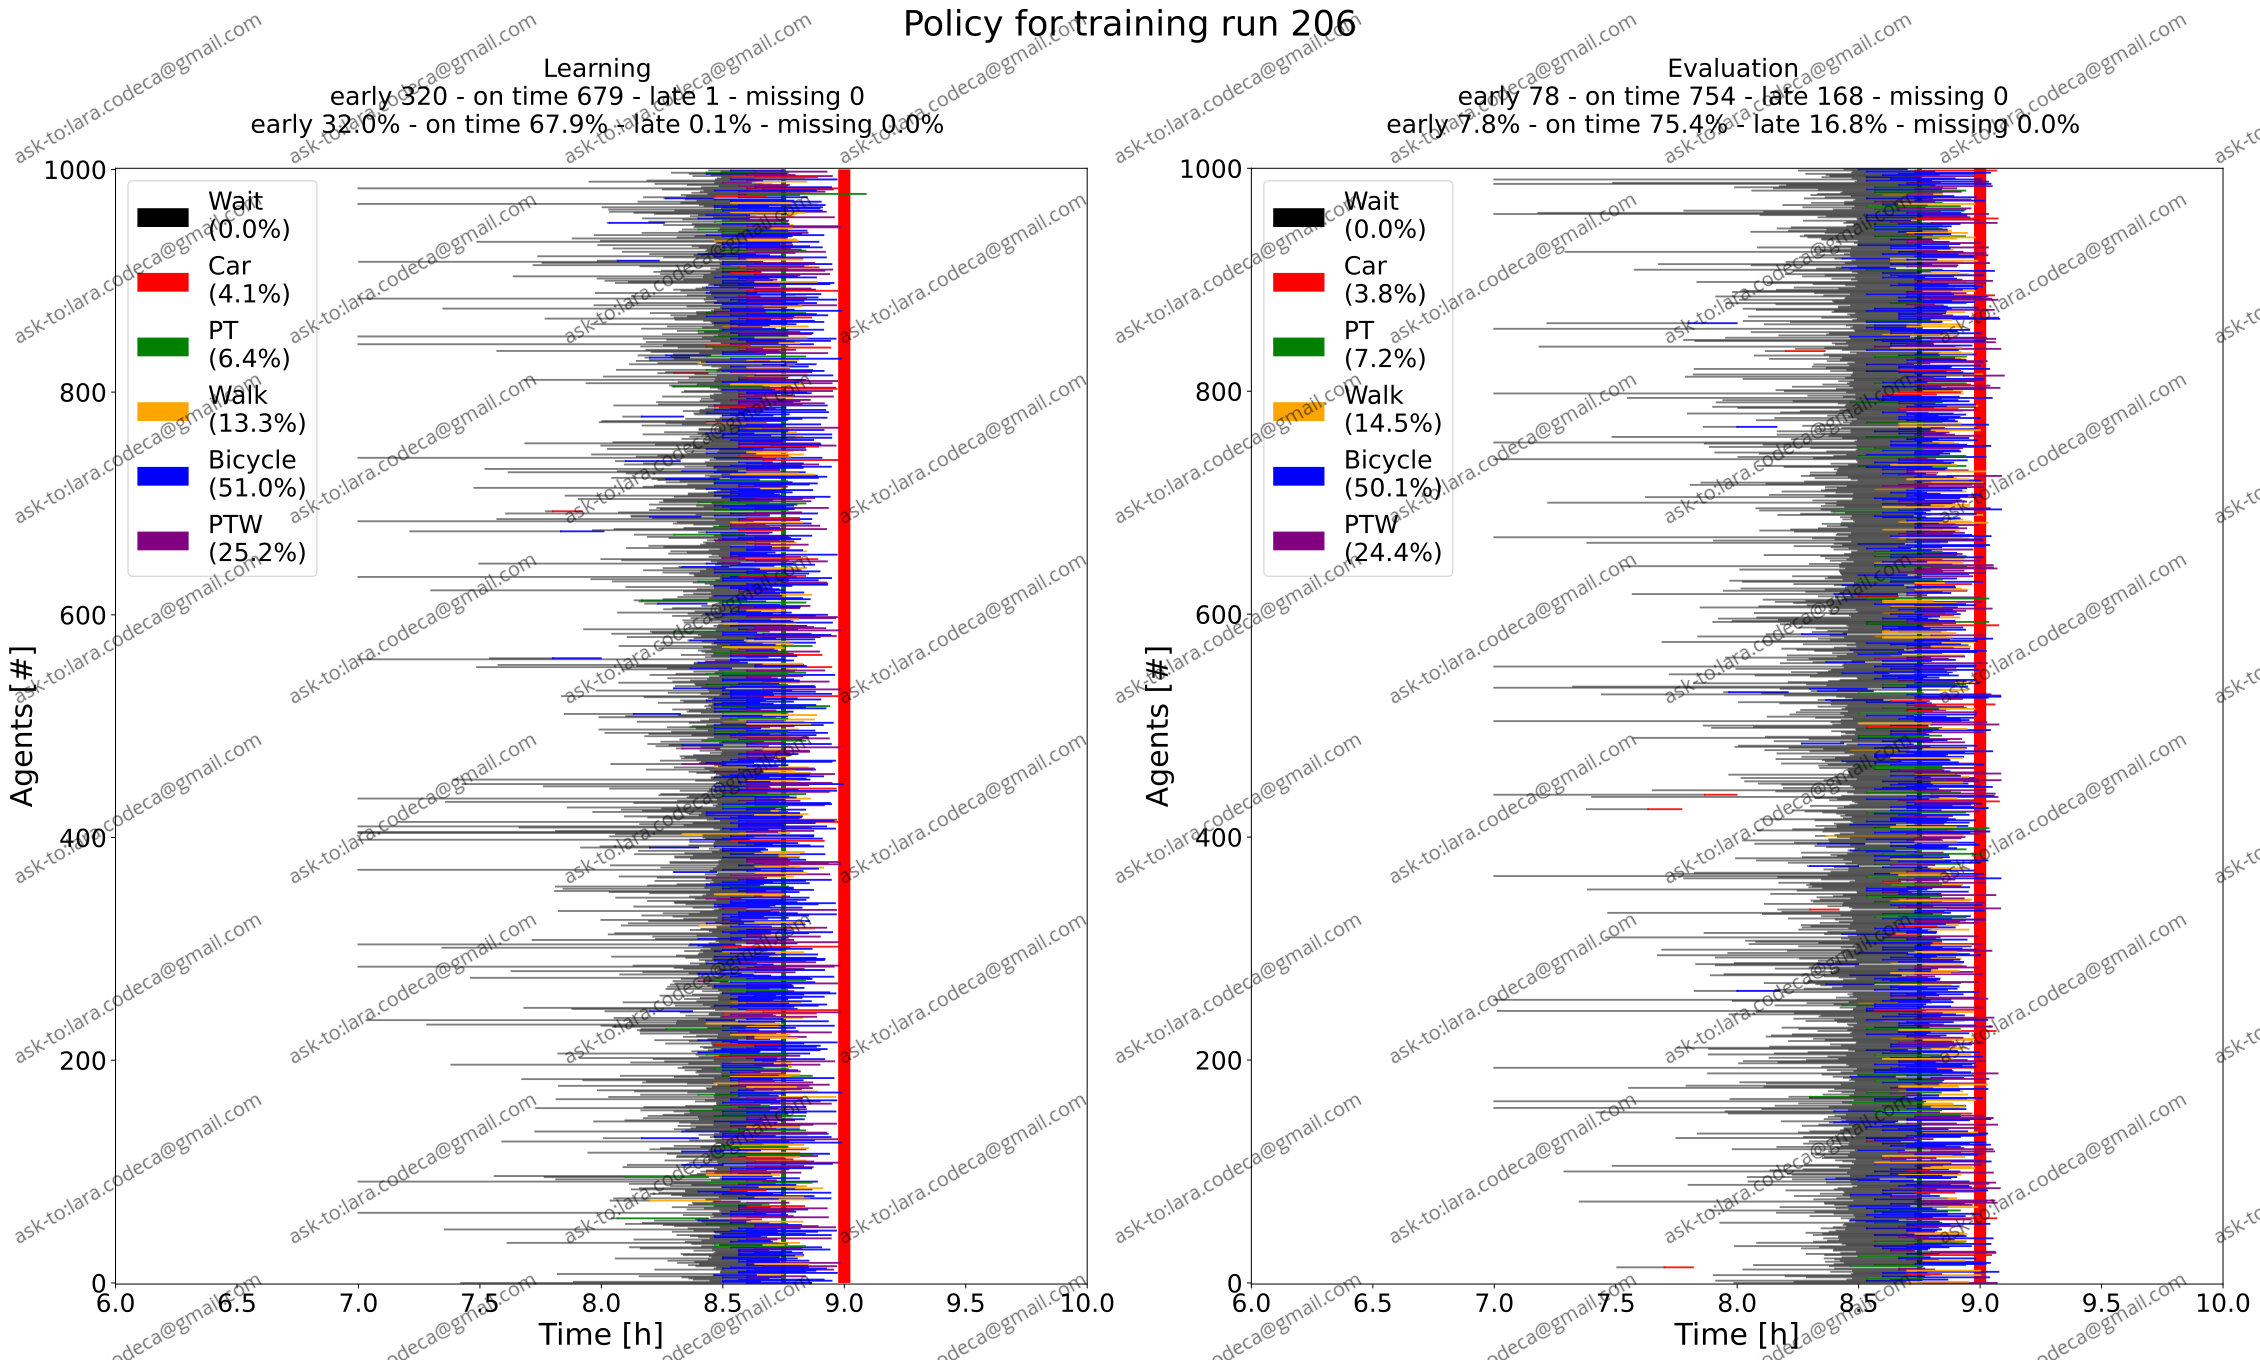 Policy for training run 206
Learning
early 320 - on time 679 - late 1 - missing 0
early 32.0% - on time 67.9% - late 0.1% - missing 0.0%
Evaluation
early 78 - on time 754 - late 168 - missing 0
early 7.8% - on time 75.4% - late 16.8% - missing 0.0%
Agents [#]
1000
800
600
400
200
0
Wait
(0.0%)
Car
(4.1%)
PT
(6.4%)
Walk
(13.3%)
Bicycle
(51.0%)
PTW
(25.2%)
6.0 6.5 7.0 7.5 8.0 8.5 9.0 9.5 10.0
Time [h]
Agents [#]
1000
800
600
400
200
0
Wait
(0.0%)
Car
(3.8%)
PT
(7.2%)
Walk
(14.5%)
Bicycle
(50.1%)
PTW
(24.4%)
6.0 6.5 7.0 7.5 8.0 8.5 9.0 9.5 10.0
Time [h]
ask-to:lara.codeca@gmail.com